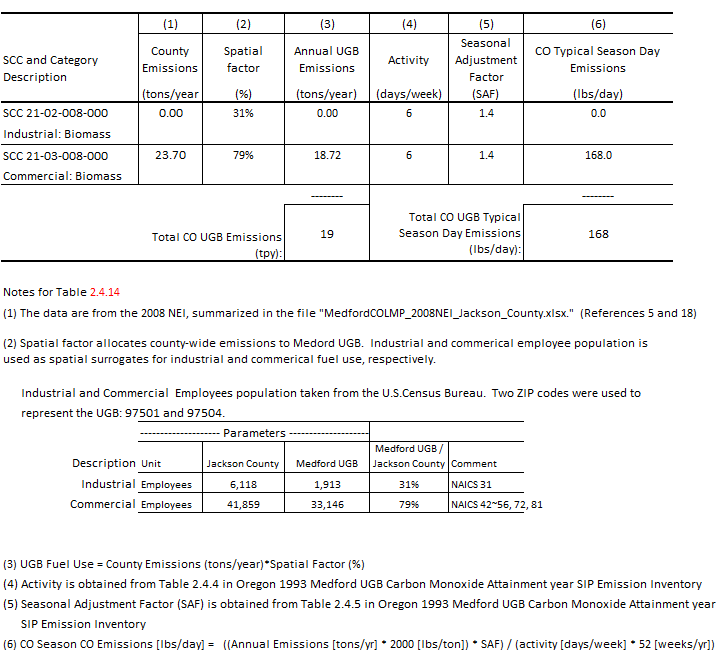 (1) (2) (3) (4) (5) (6)
SCC and Category Description County Emissions Spatial factor Annual UGB Emissions Activity Seasonal Adjustment Factor CO Typical Season Day Emissions
(tons/year (%) (tons/year) (days/week) (SAF) (lbs/day)
SCC 21-02-008-000 0.00 31% 0.00 6 1.4 0.0
Industrial: Biomass
SCC 21-03-008-000 23.70 79% 18.72 6 1.4 168.0
Commercial: Biomass
-------- --------
Total CO UGB Emissions (tpy): 19 Total CO UGB Typical Season Day Emissions (lbs/day): 168
Notes for Table 2.4.14
(1) The data are from the 2008 NEI, summarized in the file "MedfordCOLMP_2008NEI_Jackson_County.xlsx." (References 5 and 18)
(2) Spatial factor allocates county-wide emissions to Medord UGB. Industrial and commerical employee population is
used as spatial surrogates for industrial and commerical fuel use, respectively.
Industrial and Commercial Employees population taken from the U.S.Census Bureau. Two ZIP codes were used to
represent the UGB: 97501 and 97504.
-------------------- Parameters --------------------
Description Unit Jackson County Medford UGB Medford UGB / Jackson County Comment
Industrial Employees 6,118 1,913 31% NAICS 31
Commercial Employees 41,859 33,146 79% NAICS 42~56, 72, 81
(3) UGB Fuel Use = County Emissions (tons/year)*Spatial Factor (%)
(4) Activity is obtained from Table 2.4.4 in Oregon 1993 Medford UGB Carbon Monoxide Attainment year SIP Emission Inventory
(5) Seasonal Adjustment Factor (SAF) is obtained from Table 2.4.5 in Oregon 1993 Medford UGB Carbon Monoxide Attainment year
SIP Emission Inventory
(6) CO Season CO Emissions [lbs/day] = ((Annual Emissions [tons/yr] * 2000 [lbs/ton]) * SAF) / (activity [days/week] * 52 [weeks/yr])